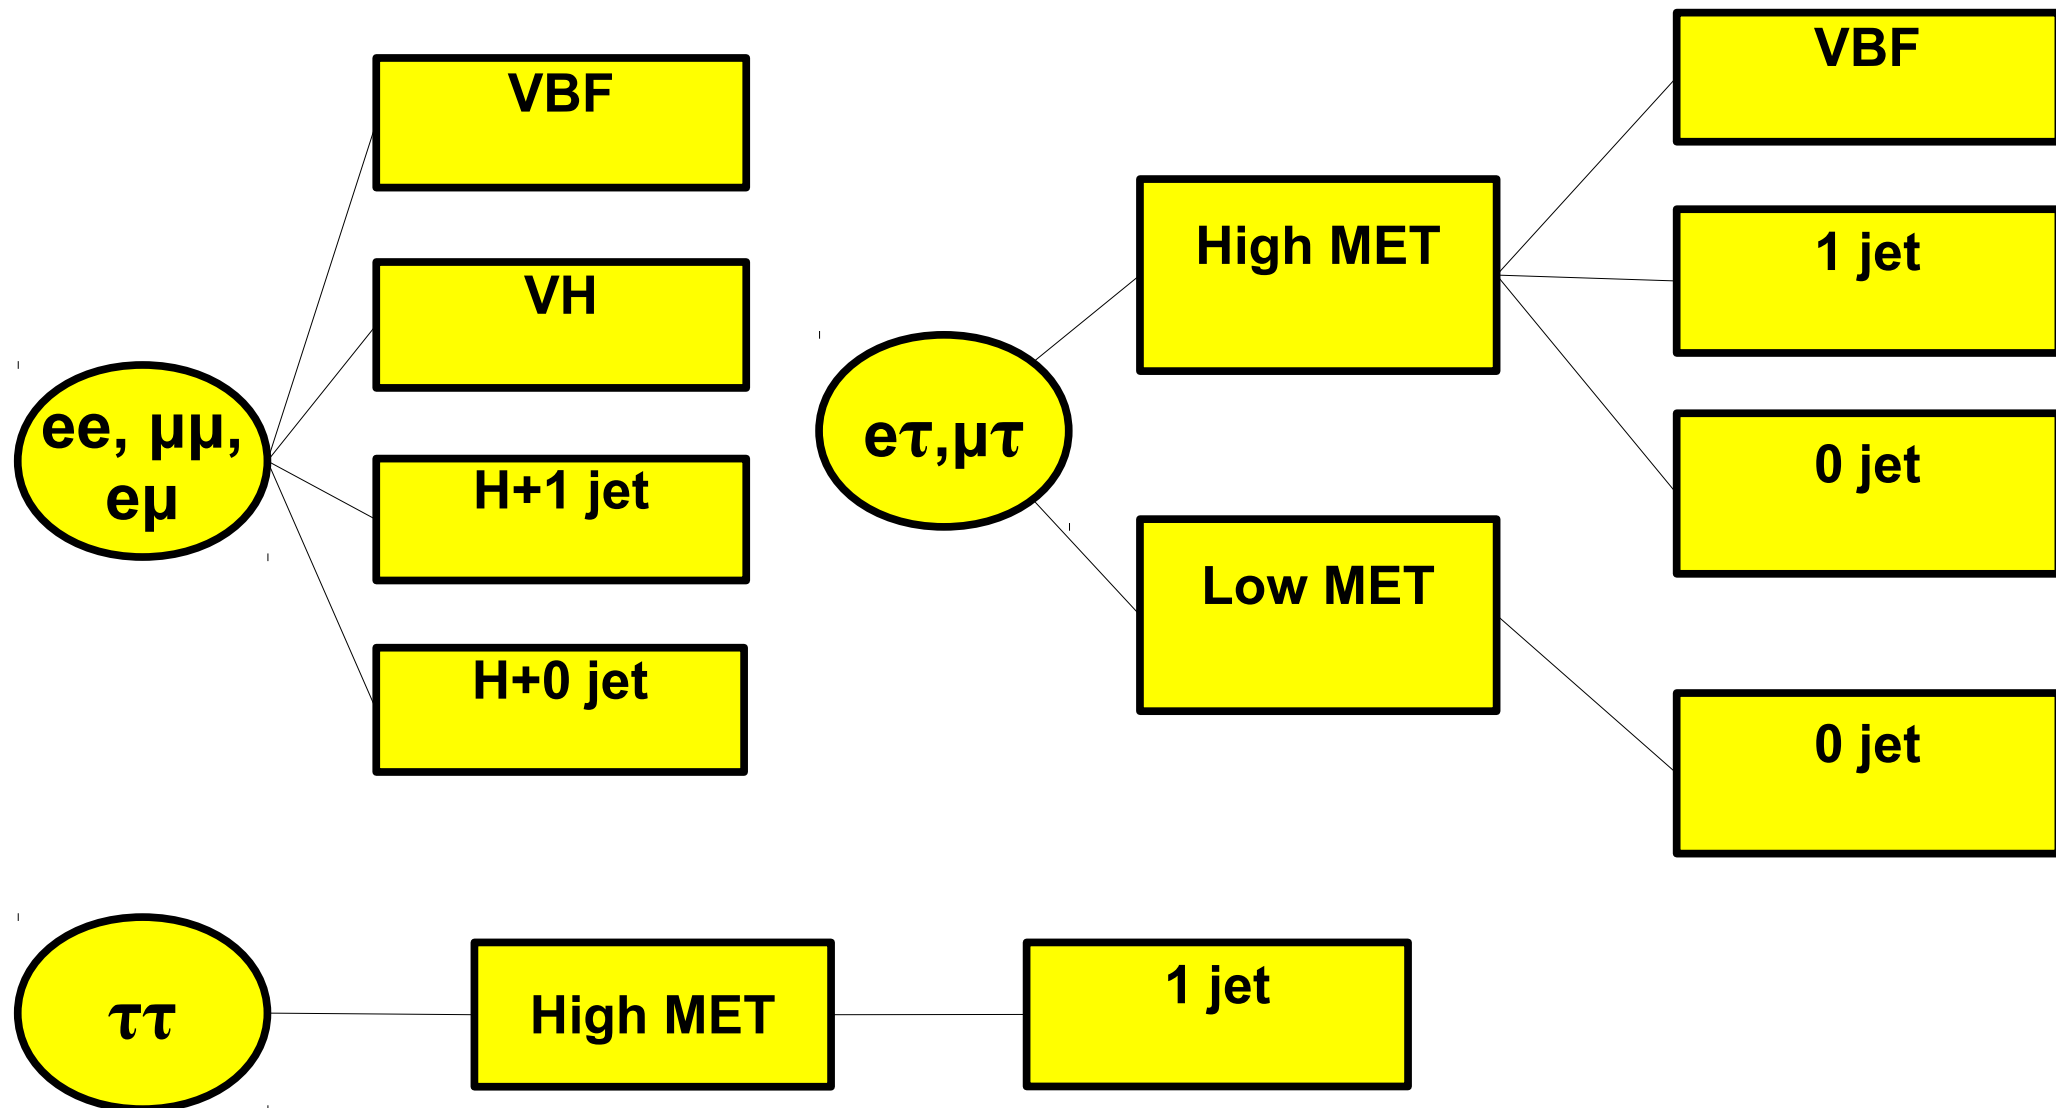 ee, μμ,
eμ
VBF
VH
H+1 jet
H+0 jet
eτ,μτ
High MET
Low MET
VBF
1 jet
0 jet
0 jet
ττ
High MET
1 jet